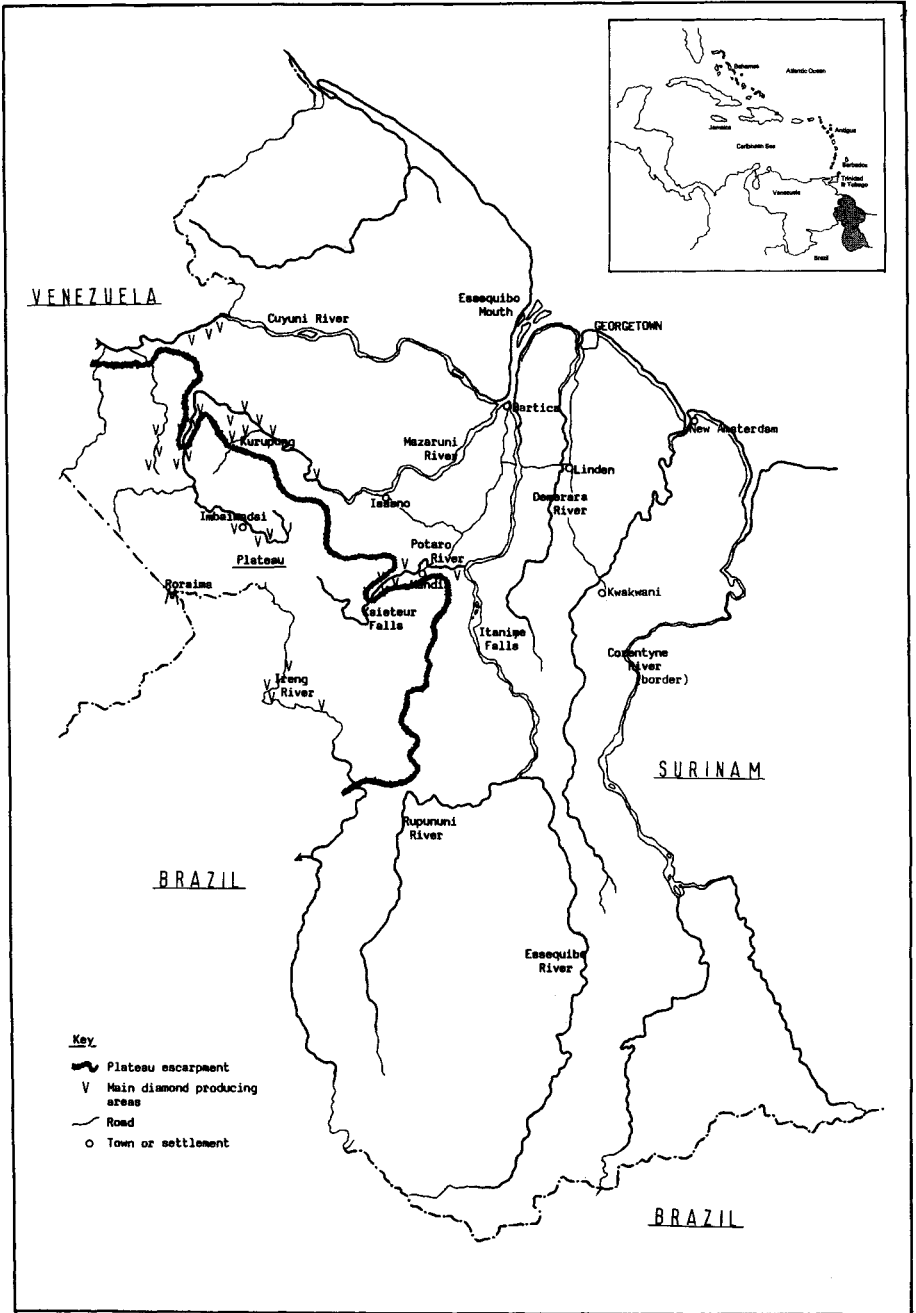 Bahamas
Atlantic Ocean
Jamaica
Antigua
Caribbean Sea
Barbados
Trinidad
& Tobago
Venezuela
Brazil
VENEZUELA
Essequibo
Mouth
Cuyuni River
GEORGETOWN
Bartica
New Amsterdam
Kurupung
Mazaruni
River
Linden
Issano
Demerara
River
Imbaimadai
Potaro
River
Plateau
Mandia
Roraima
Kwakwani
Kaieteur
Falls
Itanime
Falls
Corentyne
River
(border)
Ireng
River
SURINAM
Rupununi
River
BRAZIL
Essequibo
River
Key
Plateau escarpment
V Main diamond producing
areas
Road
Town or settlement
BRAZIL